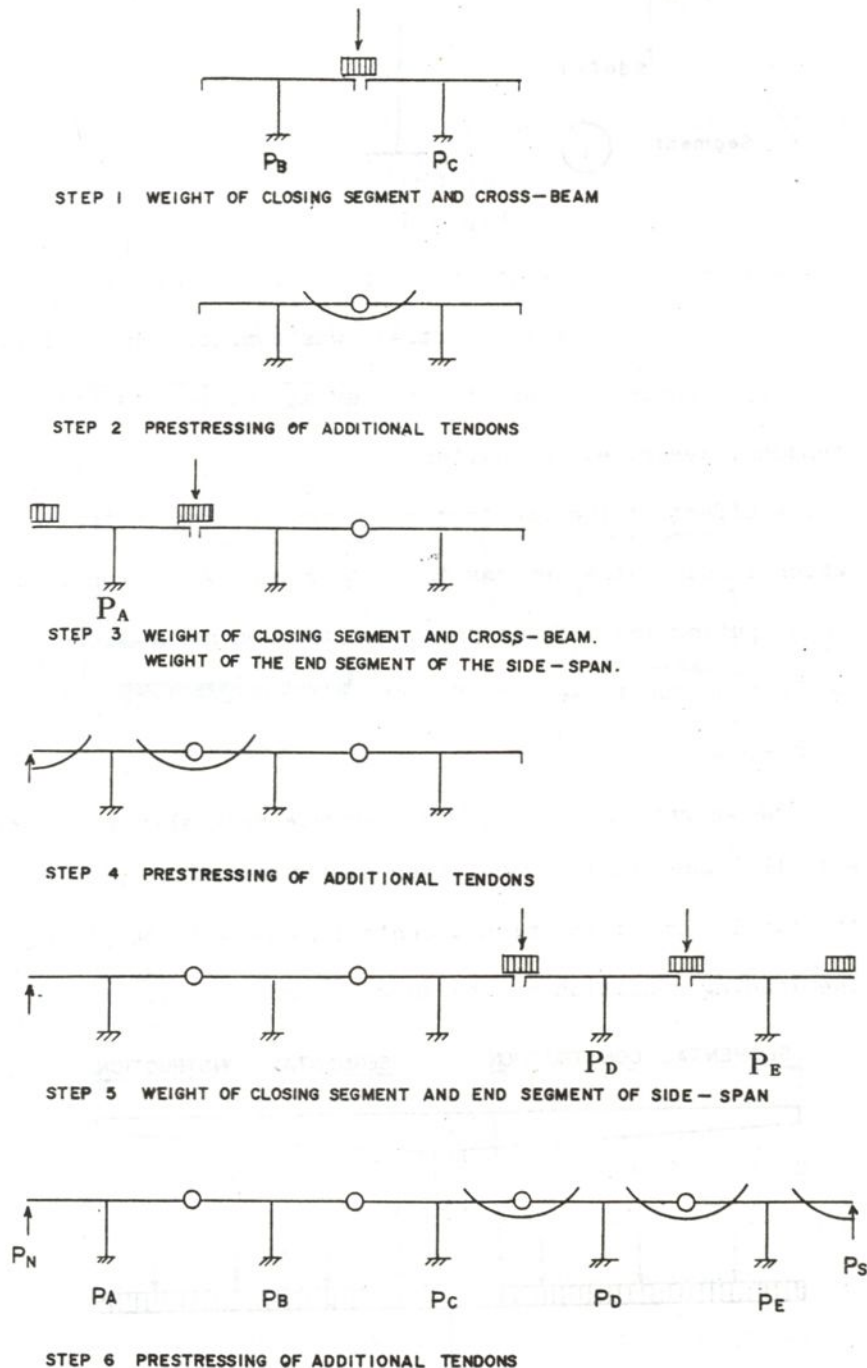 PB PC
STEP 1 WEIGHT OF CLOSING SEGMENT AND CROSS-BEAM
STEP 2 PRESTRESSING OF ADDITIONAL TENDONS
PA
STEP 3 WEIGHT OF CLOSING SEGMENT AND CROSS-BEAM.
WEIGHT OF THE END SEGMENT OF THE SIDE-SPAN.
STEP 4 PRESTRESSING OF ADDITIONAL TENDONS
PD PE
STEP 5 WEIGHT OF CLOSING SEGMENT AND END SEGMENT OF SIDE-SPAN
PN PS
PA PB PC PD PE
STEP 6 PRESTRESSING OF ADDITIONAL TENDONS